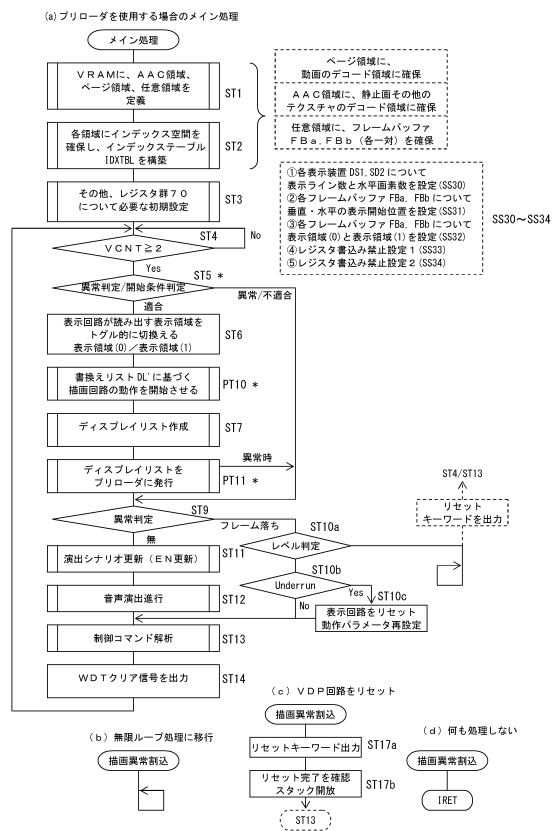 (a)プリローダを使用する場合のメイン処理
メイン処理
VRAMに、AAC領域、
ページ領域、任意領域を
定義
ST1
各領域にインデックス空間を
確保し、インデックステーブル
IDXTBLを構築
ST2
その他、レジスタ群70
について必要な初期設定
ST3
ページ領域に、
動画のデコード領域に確保
AAC領域に、静止画その他の
テクスチャのデコード領域に確保
任意領域に、フレームバッファ
FBa、FBb(各一対)を確保
①各表示装置DS1,SD2について
表示ライン数と水平画素数を設定(SS30)
②各フレームバッファFBa, FBbについて
垂直・水平の表示開始位置を設定(SS31)
③各フレームバッファFBa, FBbについて
表示領域(0)と表示領域(1)を設定(SS32)
④レジスタ書込み禁止設定1(SS33)
⑤レジスタ書込み禁止設定2(SS34)
SS30~SS34
ST4
VCNT≧2
No
Yes
ST5 *
異常判定/開始条件判定
異常/不適合
適合
表示回路が読み出す表示領域を
トグル的に切換える
表示領域(0)/表示領域(1)
ST6
書換えリストDL'に基づく
描画回路の動作を開始させる
PT10 *
ディスプレイリスト作成
ST7
ディスプレイリストを
プリローダに発行
異常時
PT11 *
ST9
異常判定
フレーム落ち
無
ST10a
レベル判定
ST4/ST13
リセット
キーワードを出力
演出シナリオ更新(EN更新)
ST11
ST10b
Underrun
Yes
No
ST10c
表示回路をリセット
動作パラメータ再設定
音声演出進行
ST12
制御コマンド解析
ST13
WDTクリア信号を出力
ST14
(b)無限ループ処理に移行
描画異常割込
(c)VDP回路をリセット
描画異常割込
リセットキーワード出力
ST17a
リセット完了を確認
スタック開放
ST17b
ST13
(d)何も処理しない
描画異常割込
IRET